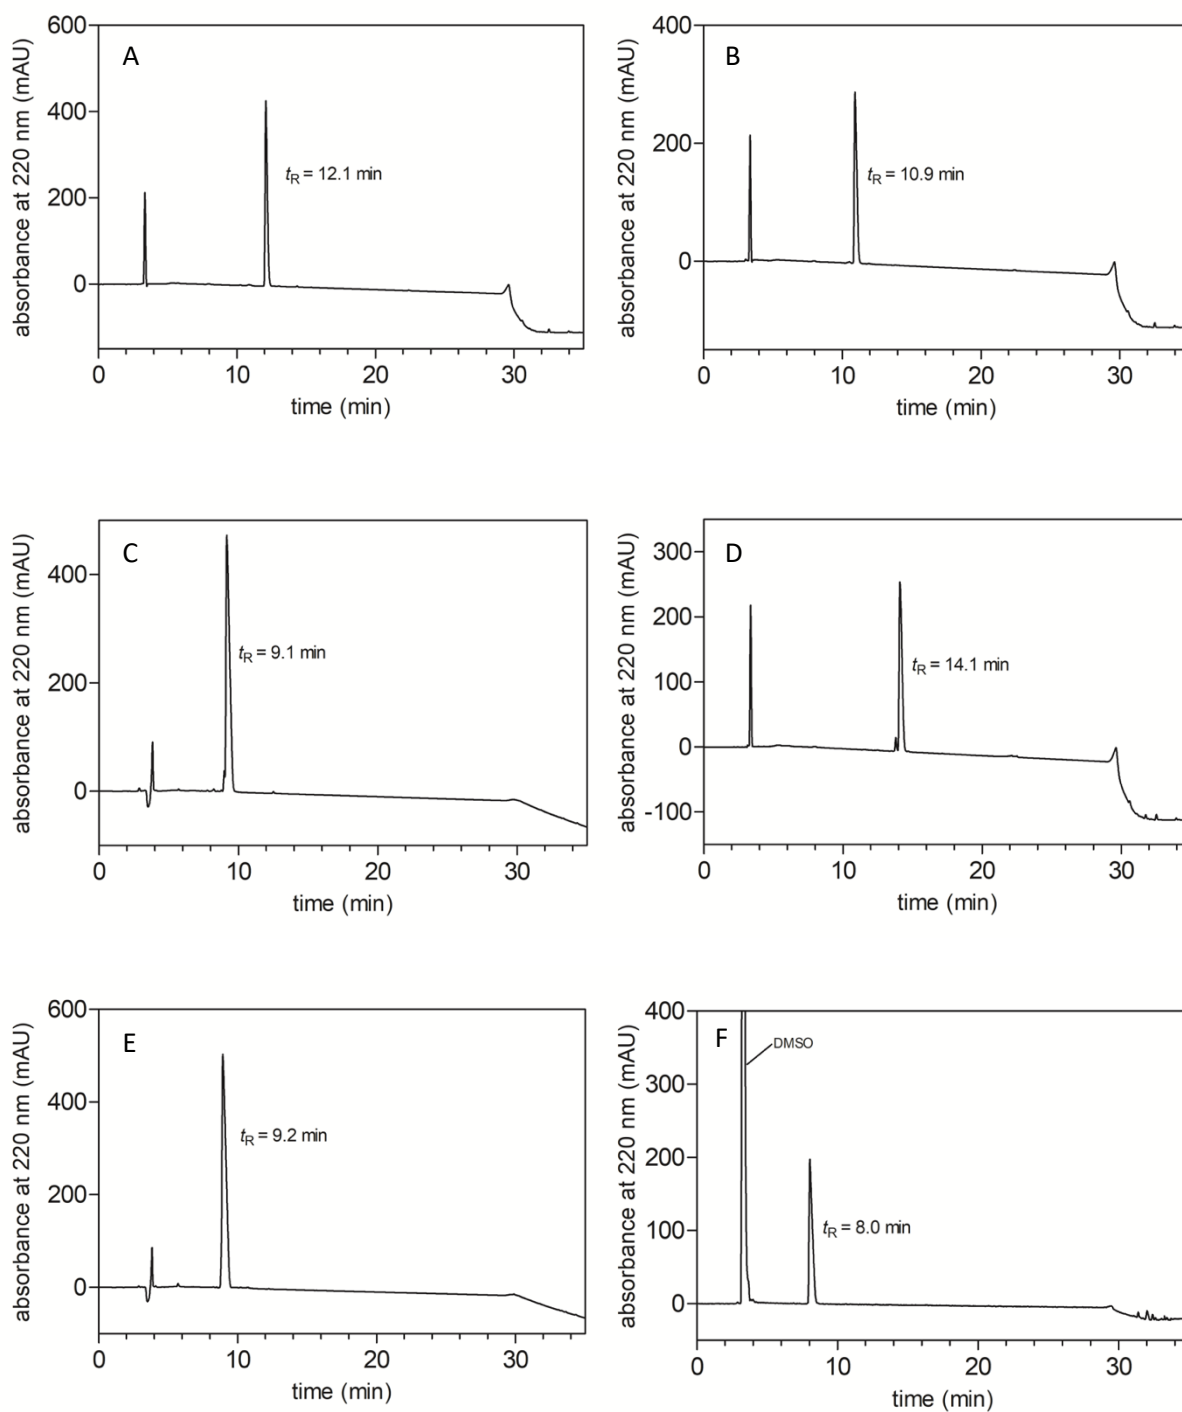 600
400
200
0
absorbance at 220 nm (mAU)
A
tR = 12.1 min
0 10 20 30
time (min)
400
200
0
absorbance at 220 nm (mAU)
B
tR = 10.9 min
0 10 20 30
time (min)
400
200
0
absorbance at 220 nm (mAU)
C
tR = 9.1 min
0 10 20 30
time (min)
300
200
100
0
-100
absorbance at 220 nm (mAU)
D
tR = 14.1 min
0 10 20 30
time (min)
600
400
200
0
absorbance at 220 nm (mAU)
E
tR = 9.2 min
0 10 20 30
time (min)
400
300
200
100
0
absorbance at 220 nm (mAU)
F
DMSO
tR = 8.0 min
0 10 20 30
time (min)